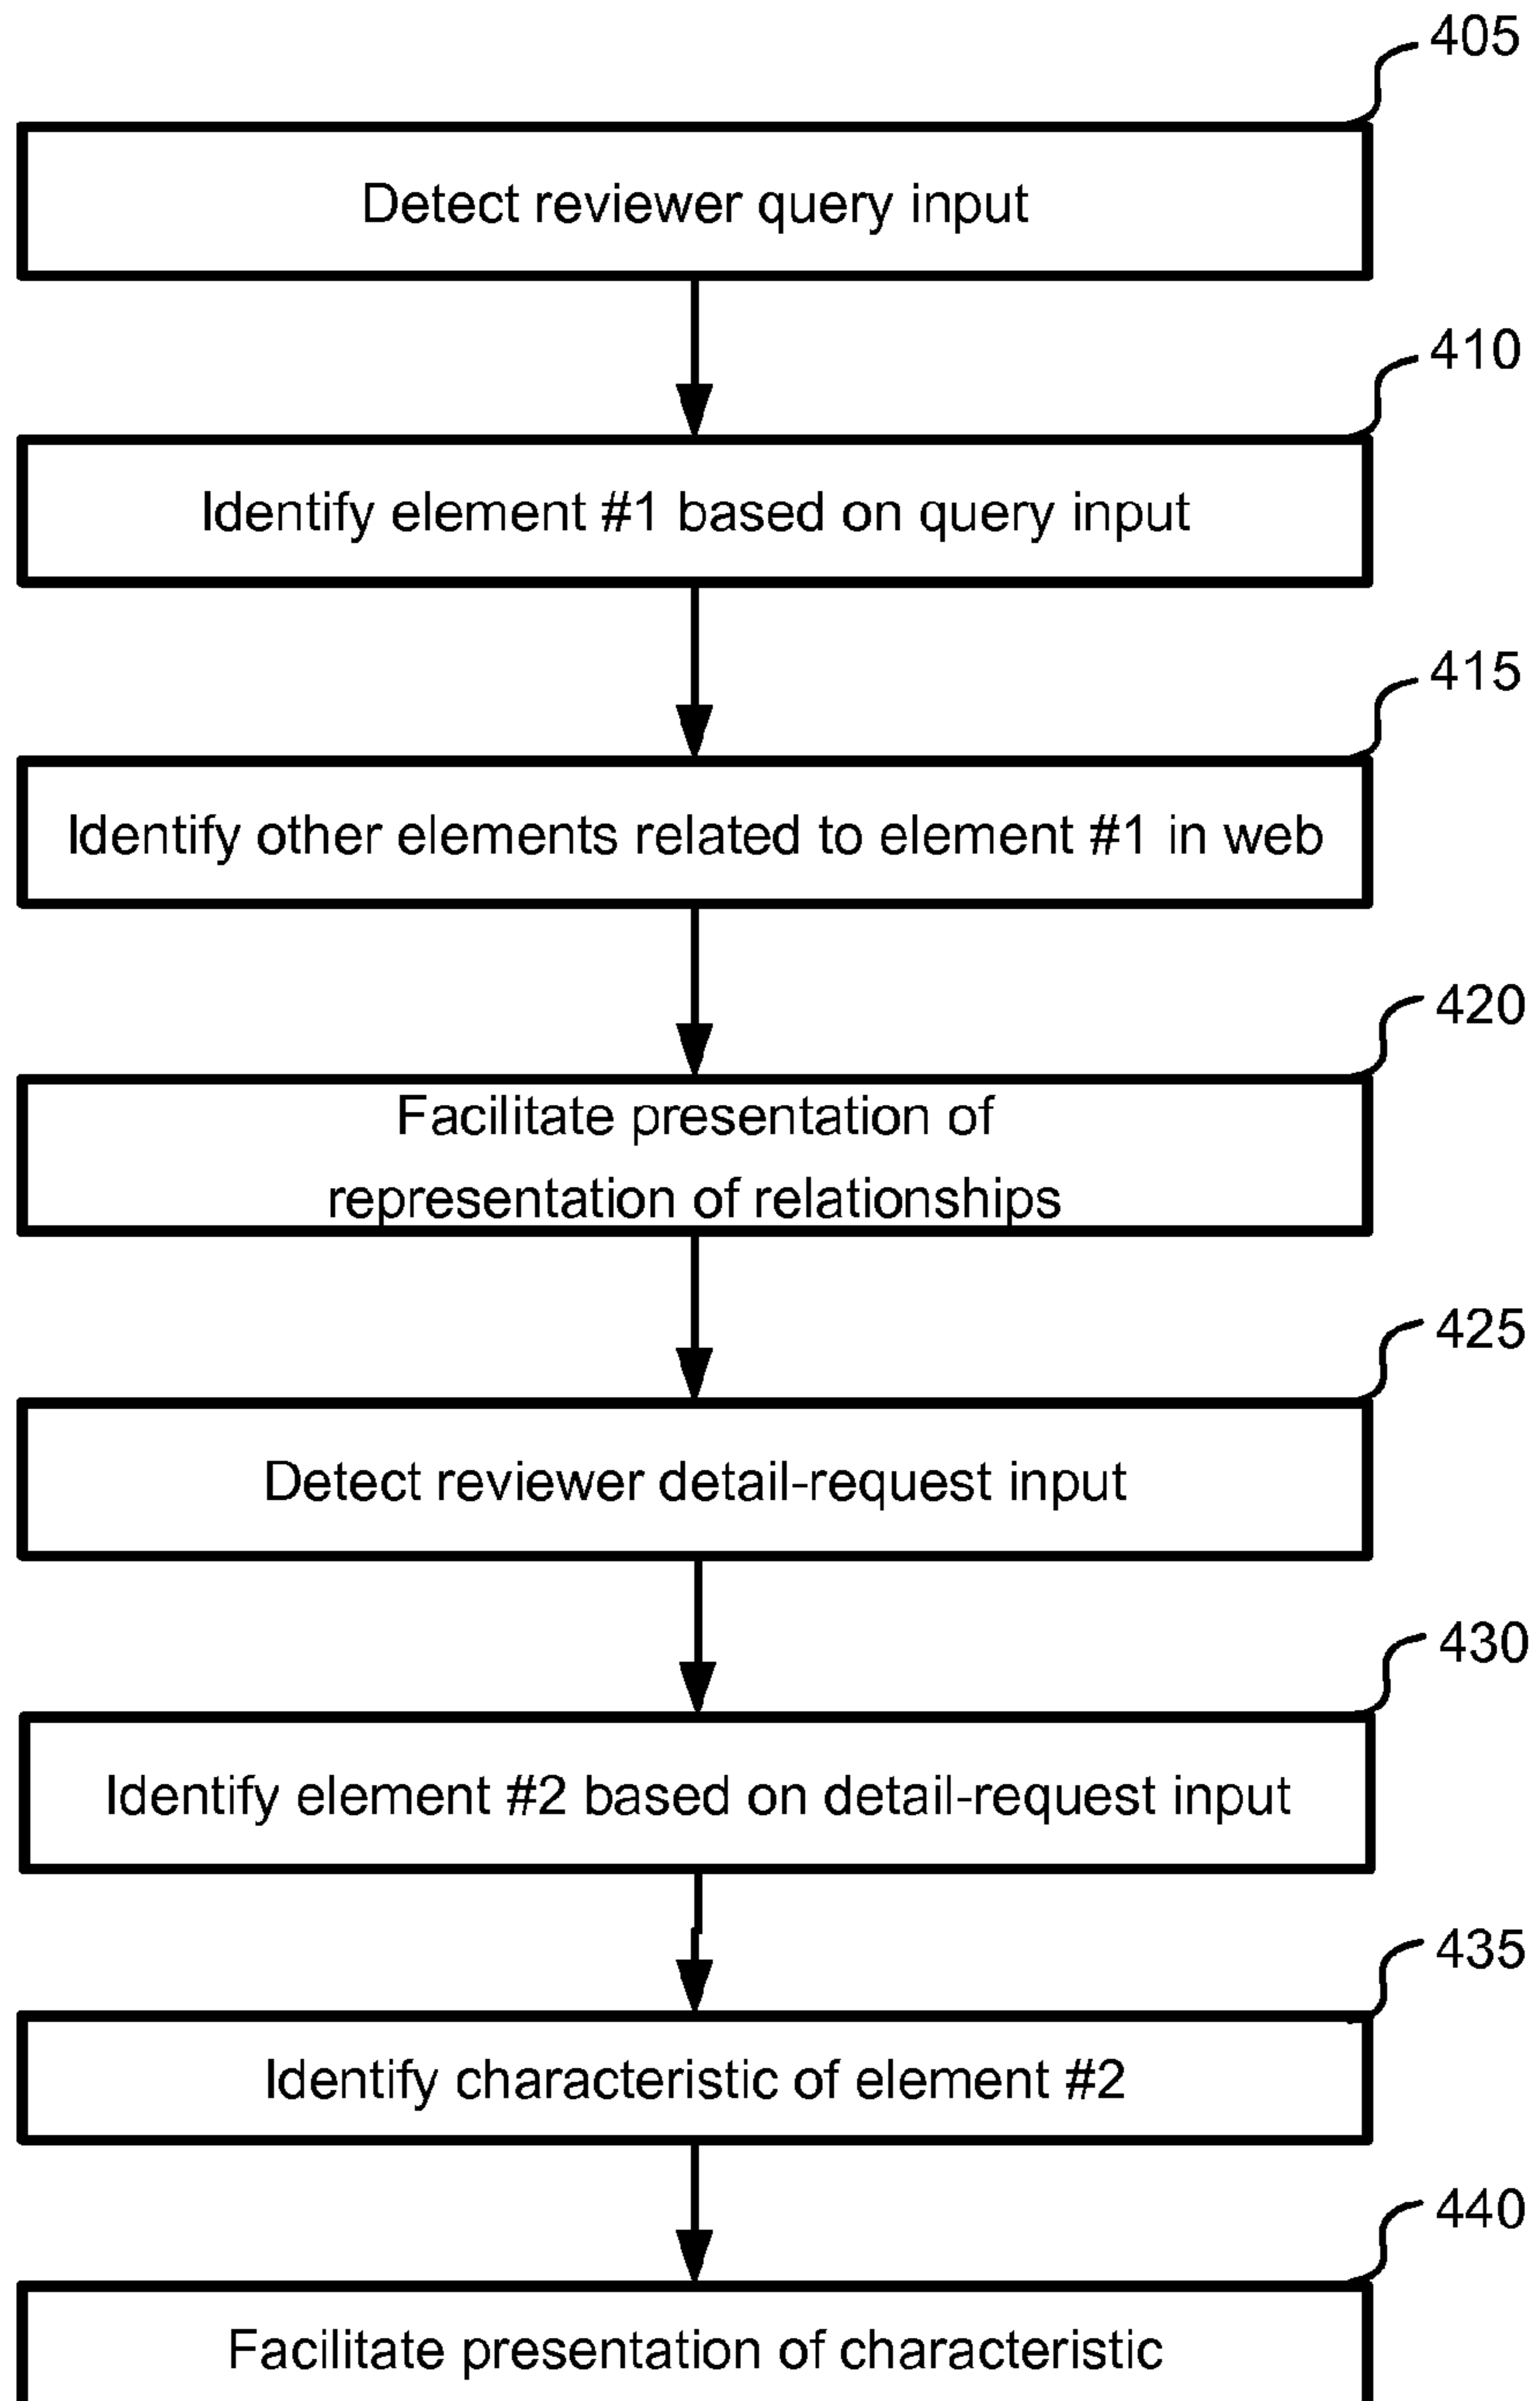 405
Detect reviewer query input
410
Identify element #1 based on query input
415
Identify other elements related to element #1 in web
420
Facilitate presentation of
representation of relationships
425
Detect reviewer detail-request input
430
Identify element #2 based on detail-request input
435
Identify characteristic of element #2
440
Facilitate presentation of characteristic